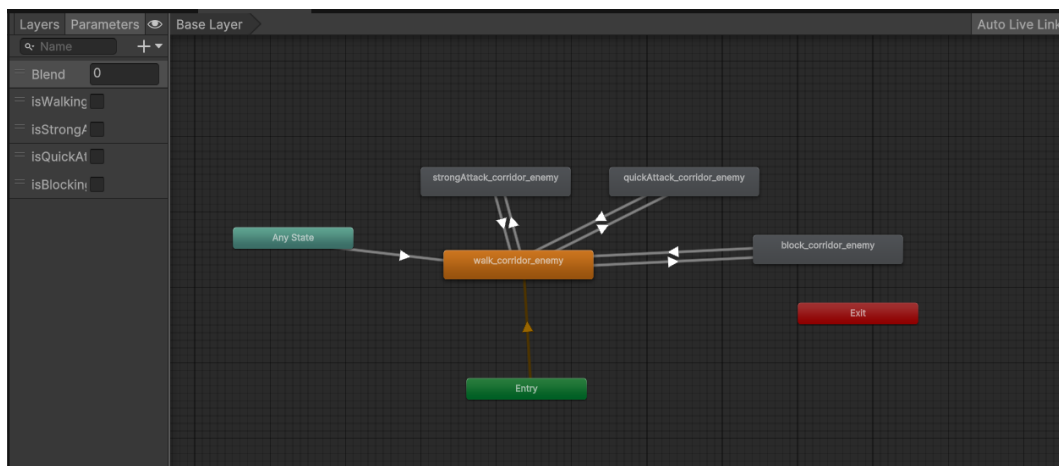 Layers Parameters Base Layer Auto Live Link
Name
Blend 0
isWalking
isStrongA
isQuickAt
isBlocking
strongAttack_corridor_enemy quickAttack_corridor_enemy
Any State
block_corridor_enemy
walk_corridor_enemy
Exit
Entry